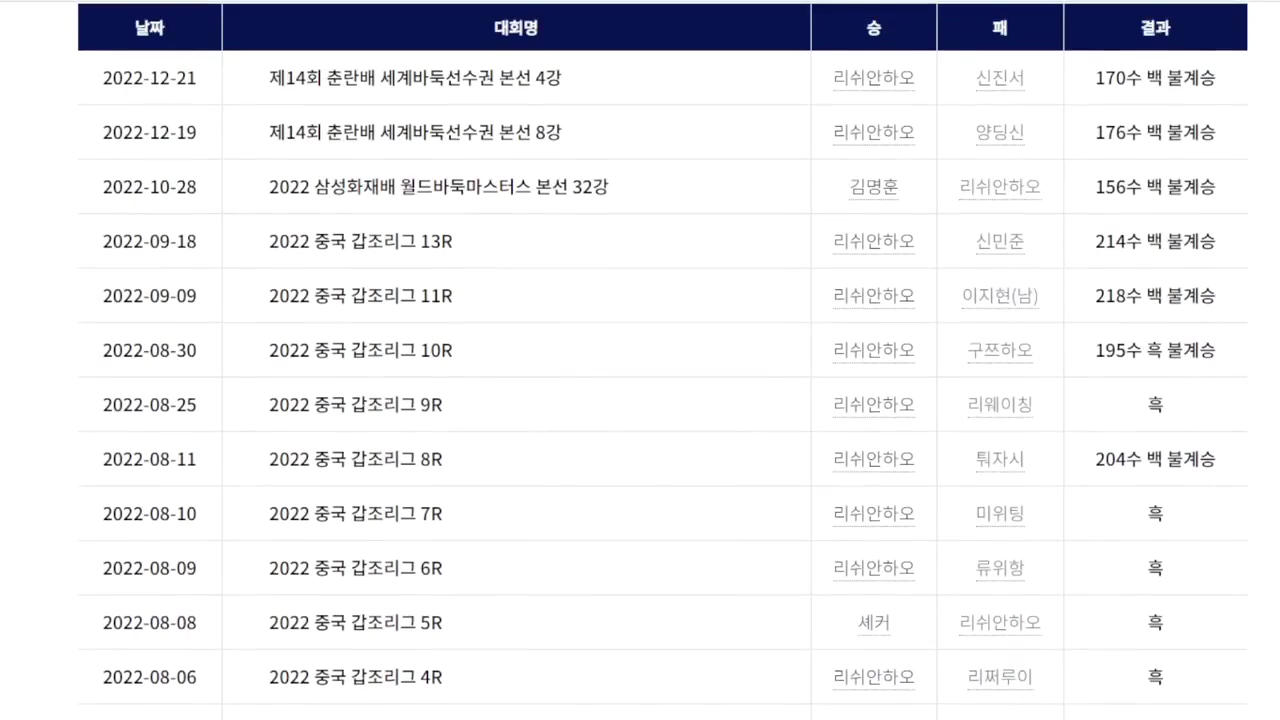 날짜 대회명 승 패 결과
2022-12-21 제14회 춘란배 세계바둑선수권 본선 4강 리쉬안하오 신진서 170수 백 불계승
2022-12-19 제14회 춘란배 세계바둑선수권 본선 8강 리쉬안하오 양딩신 176수 백 불계승
2022-10-28 2022 삼성화재배 월드바둑마스터스 본선 32강 김명훈 리쉬안하오 156수 백 불계승
2022-09-18 2022 중국 갑조리그 13R 리쉬안하오 신민준 214수 백 불계승
2022-09-09 2022 중국 갑조리그 11R 리쉬안하오 이지현(남) 218수 백 불계승
2022-08-30 2022 중국 갑조리그 10R 리쉬안하오 구쯔하오 195수 흑 불계승
2022-08-25 2022 중국 갑조리그 9R 리쉬안하오 리웨이칭 흑
2022-08-11 2022 중국 갑조리그 8R 리쉬안하오 퉈자시 204수 백 불계승
2022-08-10 2022 중국 갑조리그 7R 리쉬안하오 미위팅 흑
2022-08-09 2022 중국 갑조리그 6R 리쉬안하오 류위항 흑
2022-08-08 2022 중국 갑조리그 5R 셰커 리쉬안하오 흑
2022-08-06 2022 중국 갑조리그 4R 리쉬안하오 리쩌루이 흑